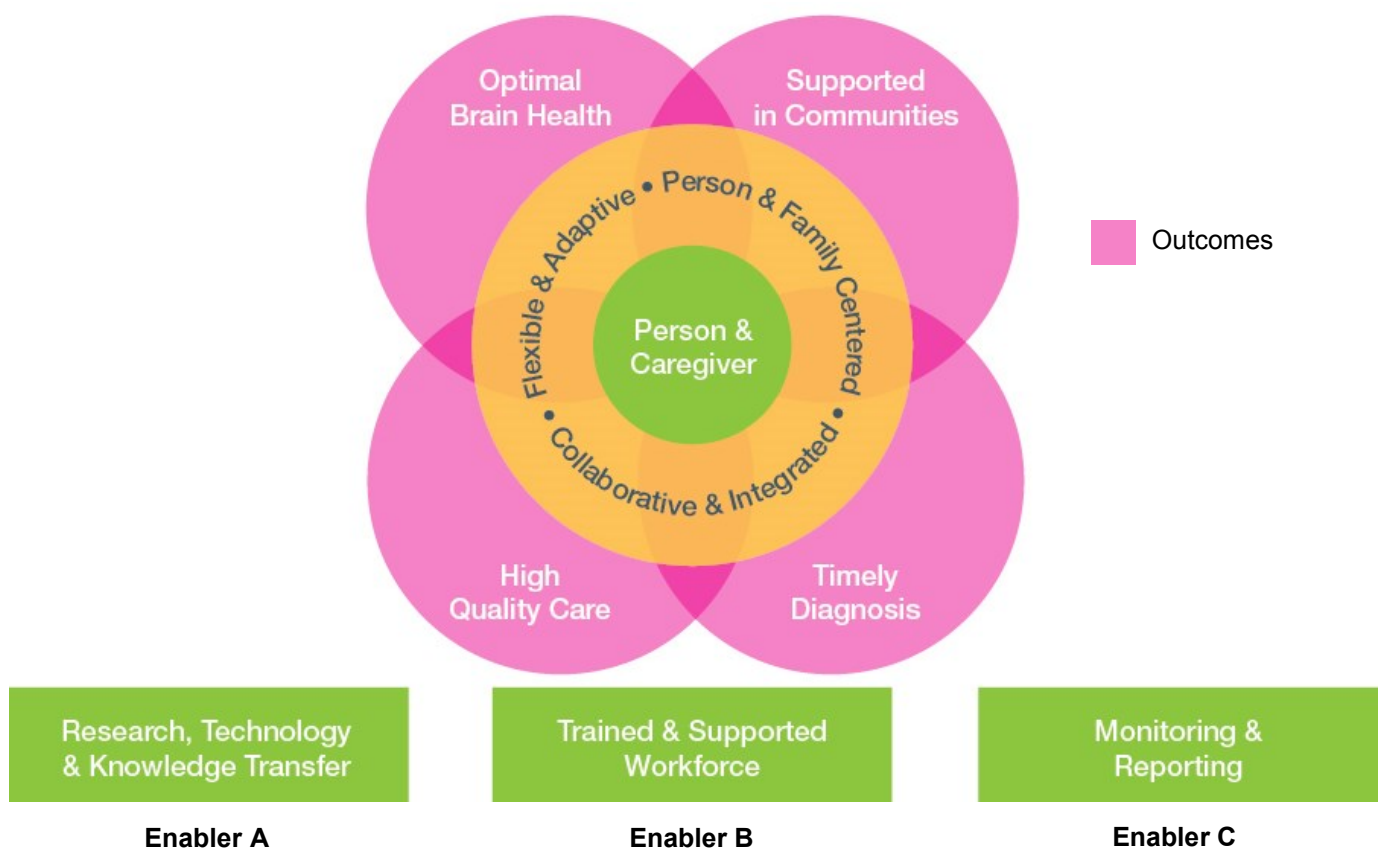 Optimal
Brain Health
Supported
in Communities
Flexible & Adaptive • Person & Family Centered •
Collaborative & Integrated •
Person &
Caregiver
Outcomes
High
Quality Care
Timely
Diagnosis
Research, Technology
& Knowledge Transfer
Trained & Supported
Workforce
Monitoring &
Reporting
Enabler A
Enabler B
Enabler C